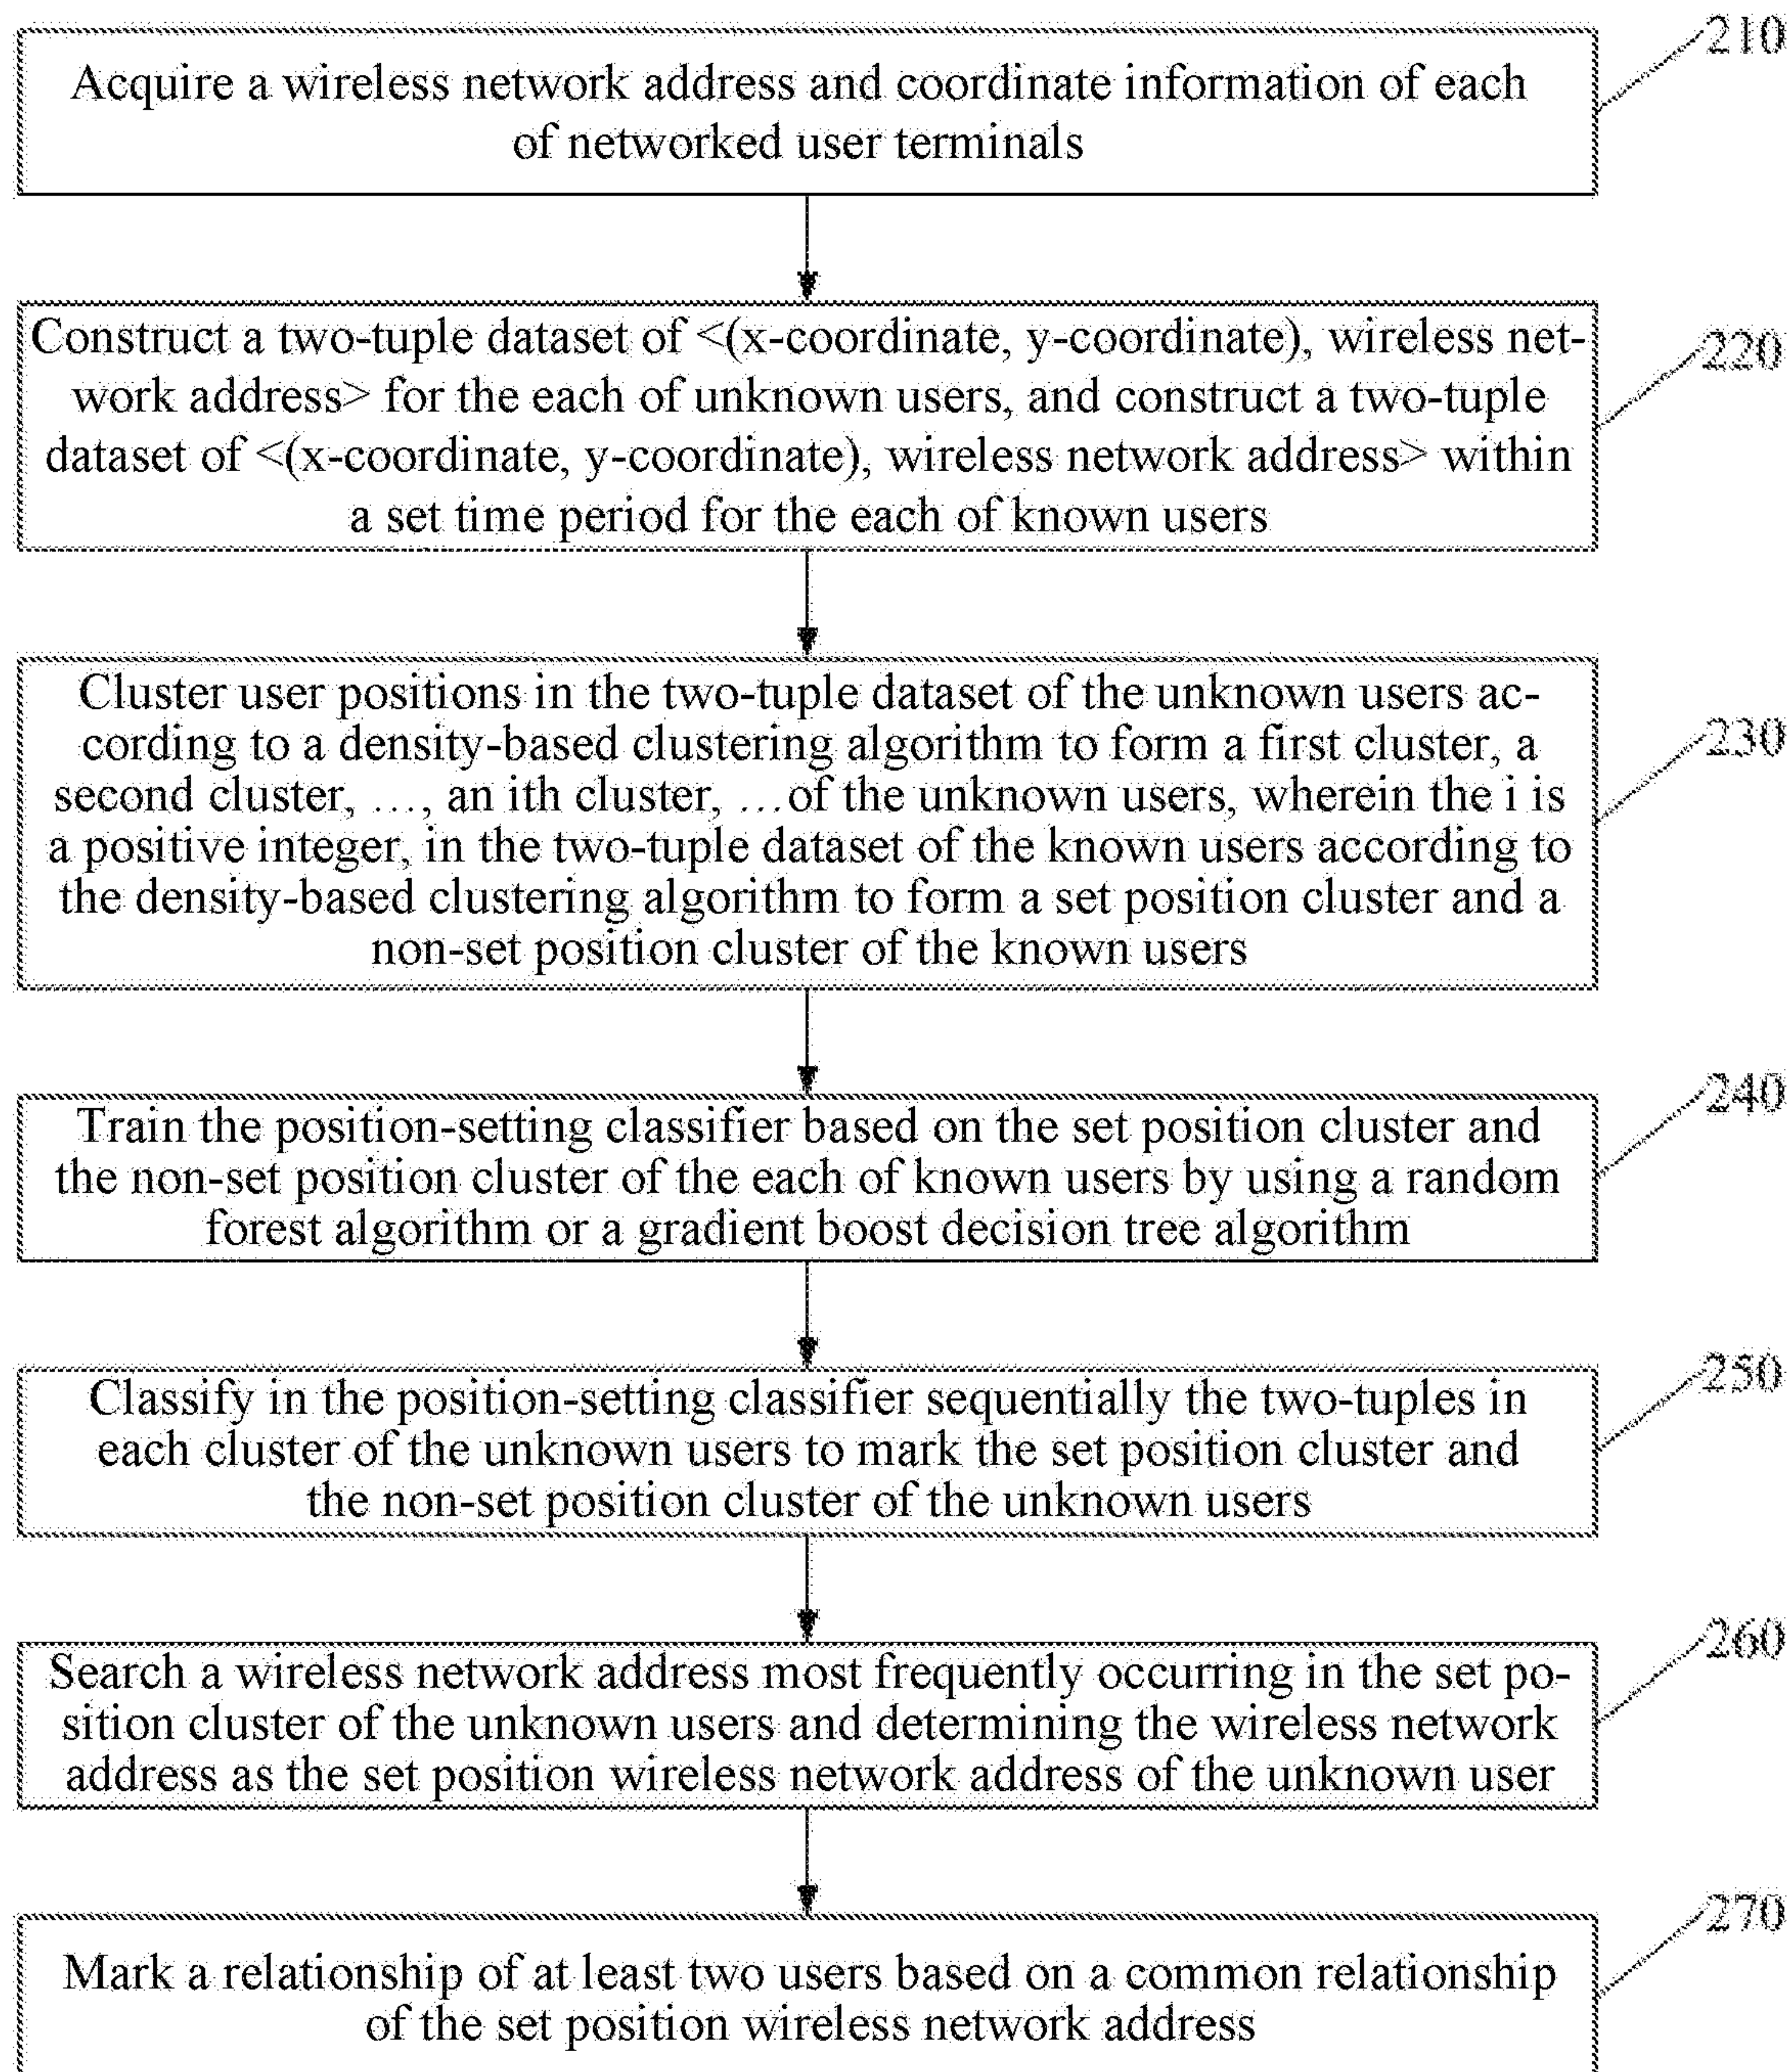 210
Acquire a wireless network address and coordinate information of each
of networked user terminals
220
Construct a two-tuple dataset of <(x-coordinate, y-coordinate), wireless net-
work address> for the each of unknown users, and construct a two-tuple
dataset of <(x-coordinate, y-coordinate), wireless network address> within
a set time period for the each of known users
230
Cluster user positions in the two-tuple dataset of the unknown users ac-
cording to a density-based clustering algorithm to form a first cluster, a
second cluster, ..., an ith cluster, ...of the unknown users, wherein the i is
a positive integer, in the two-tuple dataset of the known users according to
the density-based clustering algorithm to form a set position cluster and a
non-set position cluster of the known users
240
Train the position-setting classifier based on the set position cluster and
the non-set position cluster of the each of known users by using a random
forest algorithm or a gradient boost decision tree algorithm
250
Classify in the position-setting classifier sequentially the two-tuples in
each cluster of the unknown users to mark the set position cluster and
the non-set position cluster of the unknown users
260
Search a wireless network address most frequently occurring in the set po-
sition cluster of the unknown users and determining the wireless network
address as the set position wireless network address of the unknown user
270
Mark a relationship of at least two users based on a common relationship
of the set position wireless network address